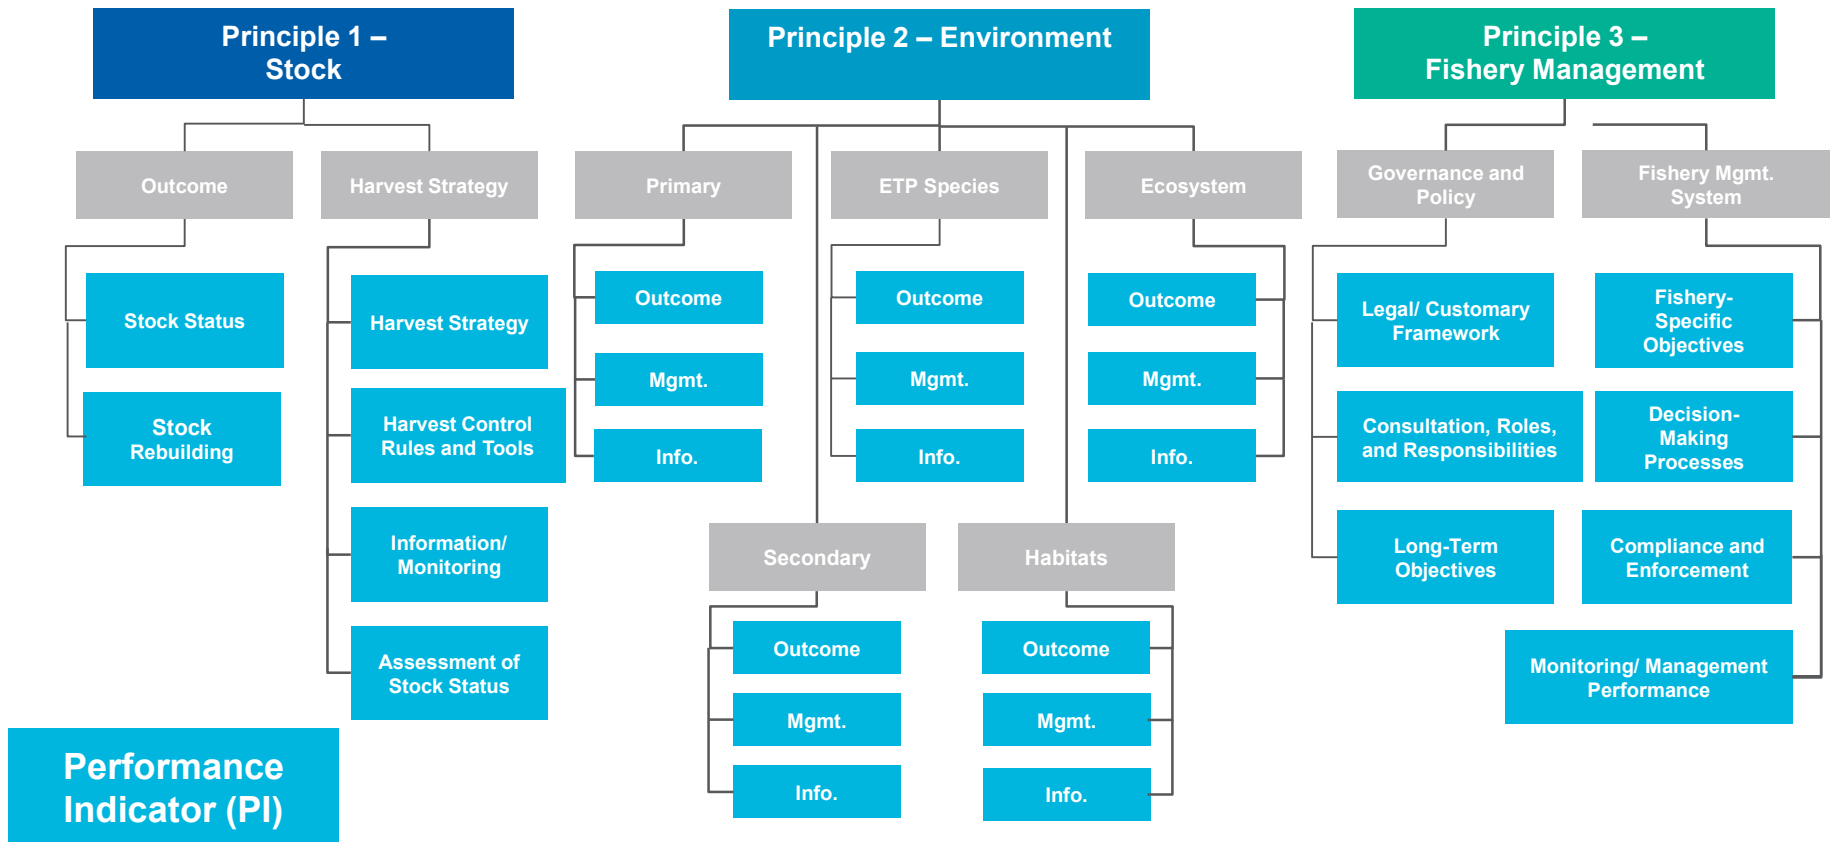 Principle 1 –
Stock
Principle 2 – Environment
Principle 3 –
Fishery Management
Outcome
Harvest Strategy
Primary
ETP Species
Ecosystem
Governance and
Policy
Fishery Mgmt.
System
Stock Status
Stock
Rebuilding
Harvest Strategy
Harvest Control
Rules and Tools
Information/
Monitoring
Assessment of
Stock Status
Outcome
Mgmt.
Info.
Outcome
Mgmt.
Info.
Outcome
Mgmt.
Info.
Secondary
Habitats
Outcome
Mgmt.
Info.
Outcome
Mgmt.
Info.
Legal/ Customary
Framework
Consultation, Roles,
and Responsibilities
Long-Term
Objectives
Fishery-
Specific
Objectives
Decision-
Making
Processes
Compliance and
Enforcement
Monitoring/ Management
Performance
Performance
Indicator (PI)